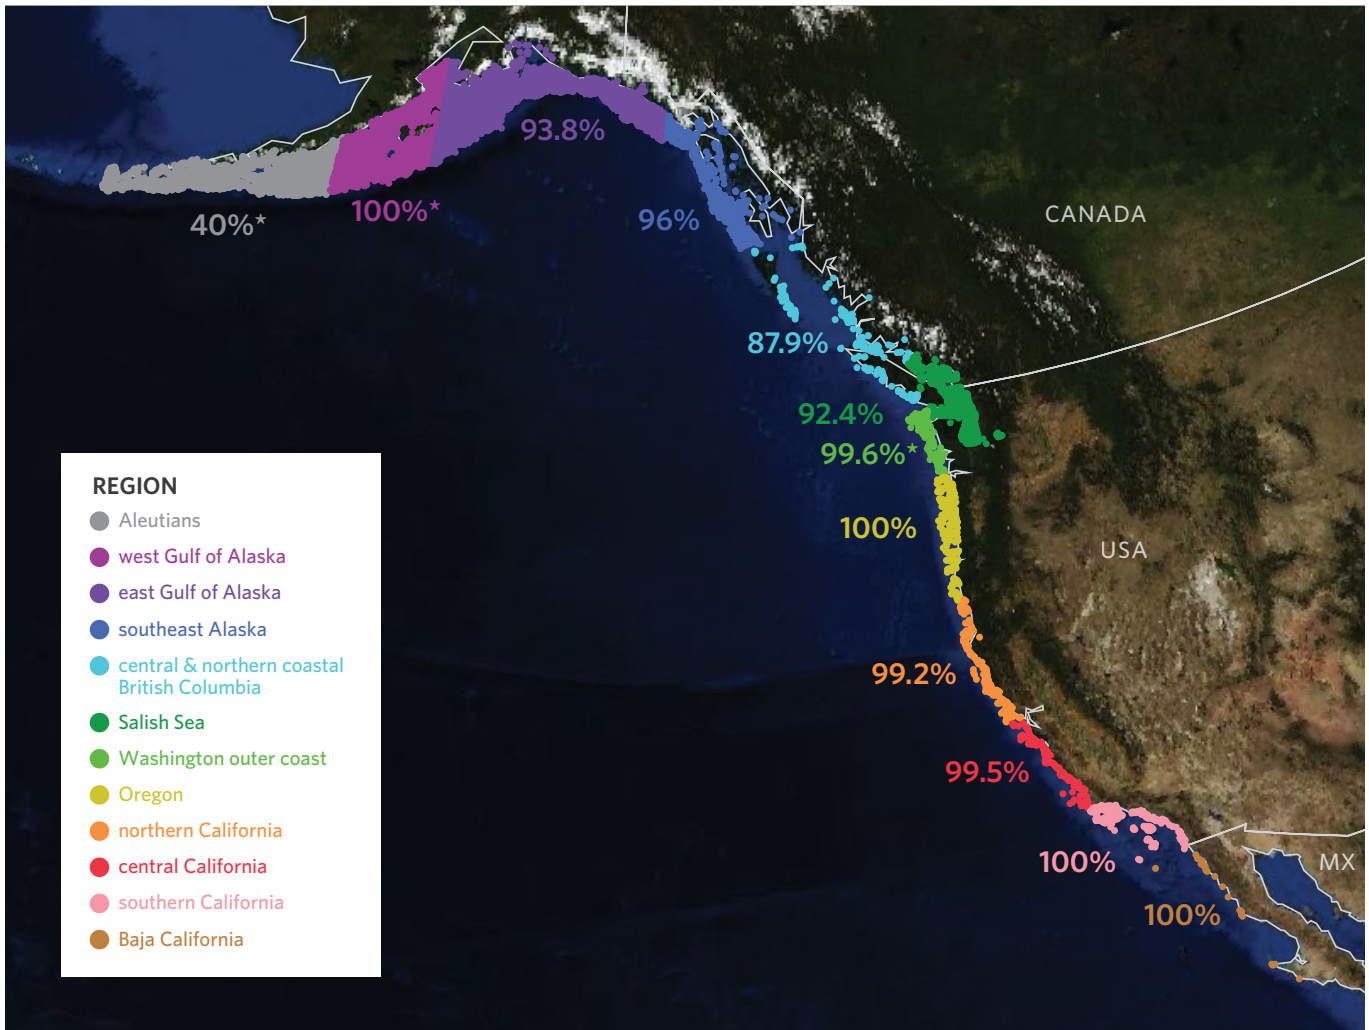 93.8%
40%★
100%★
96%
CANADA
87.9%
92.4%
99.6%★
100%
USA
99.2%
99.5%
100%
MX
100%
REGION
Aleutians
west Gulf of Alaska
east Gulf of Alaska
southeast Alaska
central & northern coastal
British Columbia
Salish Sea
Washington outer coast
Oregon
northern California
central California
southern California
Baja California